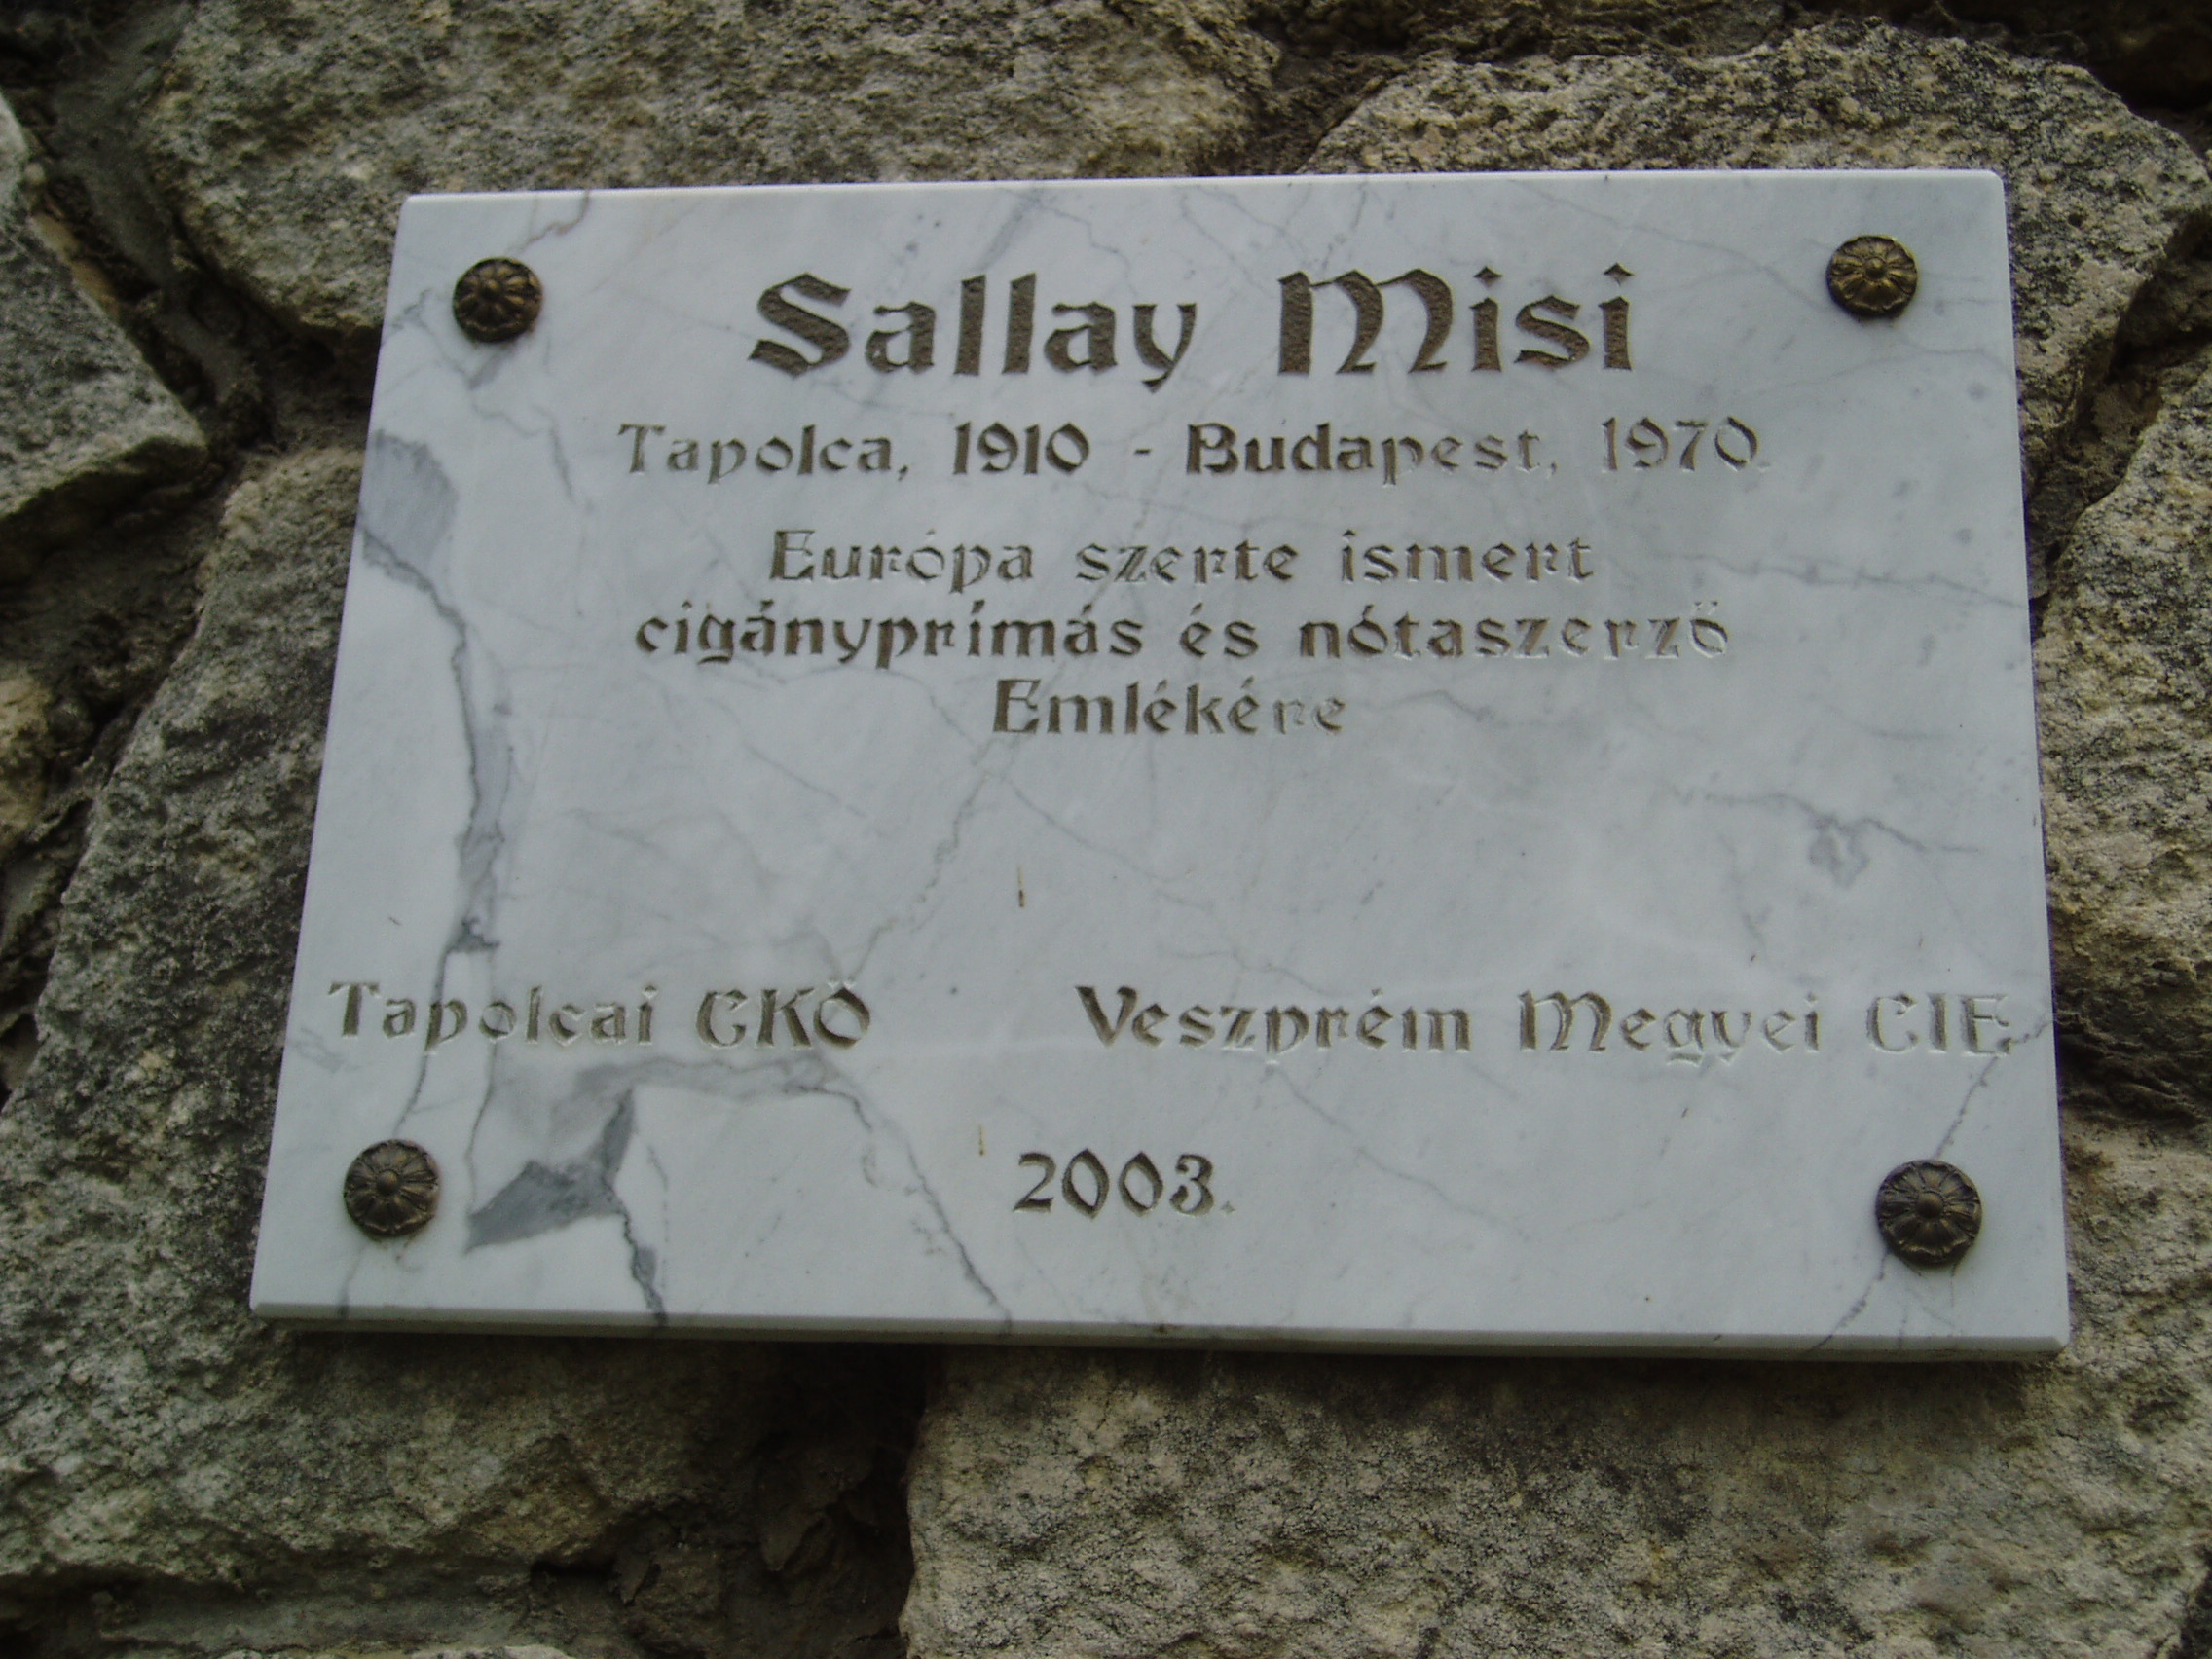 Sallay Misi
Tapolca, 1910 - Budapest, 1970.
Európa szerte ismert
cigányprímás és nótaszerző
Emlékére
Tapolcai CKÖ Veszprém Megyei CIE
2003.